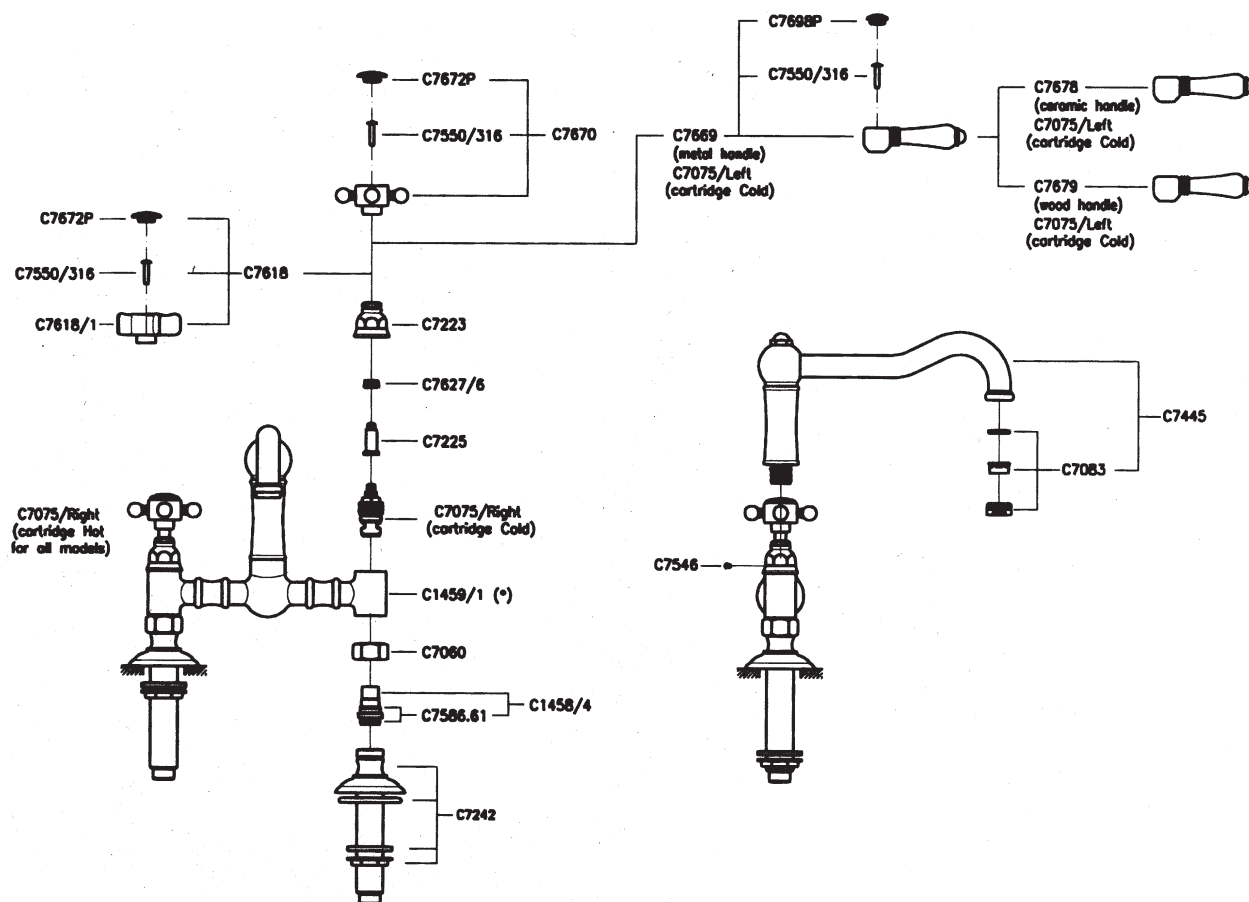 C7698P
C7672P
C7550/316
C7678
(ceramic handle)
C7075/Left
(cartridge Cold)
C7550/316
C7670
C7669
(metal handle)
C7075/Left
(cartridge Cold)
C7679
(wood handle)
C7075/Left
(cartridge Cold)
C7672P
C7550/316
C7618
C7618/1
C7223
C7627/6
C7445
C7225
C7083
C7075/Right
(cartridge Hot
for all models)
C7075/Right
(cartridge Cold)
C7546
C1459/1 (*)
C7060
C1458/4
C7586.61
C7242